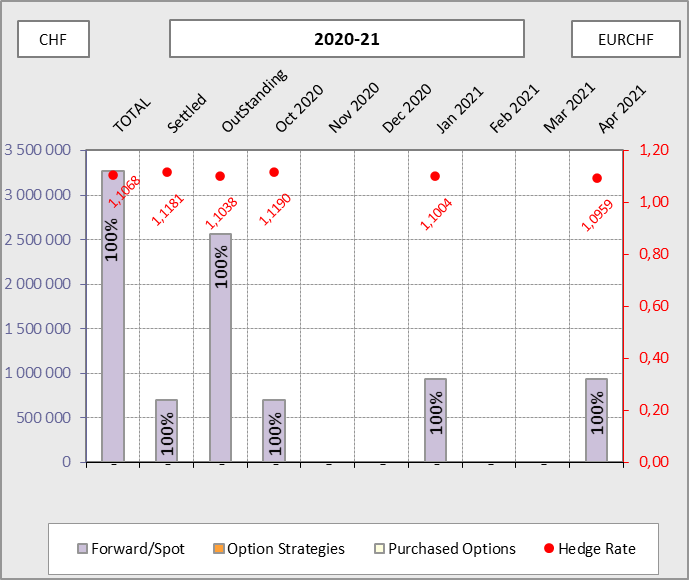 CHF
2020-21
EURCHF
TOTAL
Settled
OutStanding
Oct 2020
Nov 2020
Dec 2020
Jan 2021
Feb 2021
Mar 2021
Apr 2021
3 500 000
3 000 000
2 500 000
2 000 000
1 500 000
1 000 000
500 000
0
1,20
1,00
0,80
0,60
0,40
0,20
0,00
1,1068
1,1181
1,1038
1,1190
1,1004
1,0959
100%
100%
100%
100%
100%
100%
- - - - - - - - - -
Forward/Spot Option Strategies Purchased Options Hedge Rate